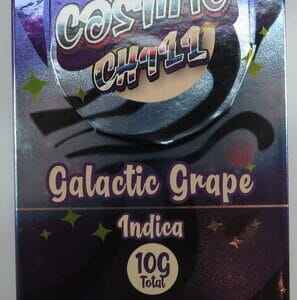 COSMIC
CHILL
Galactic Grape
Indica
10G
Total